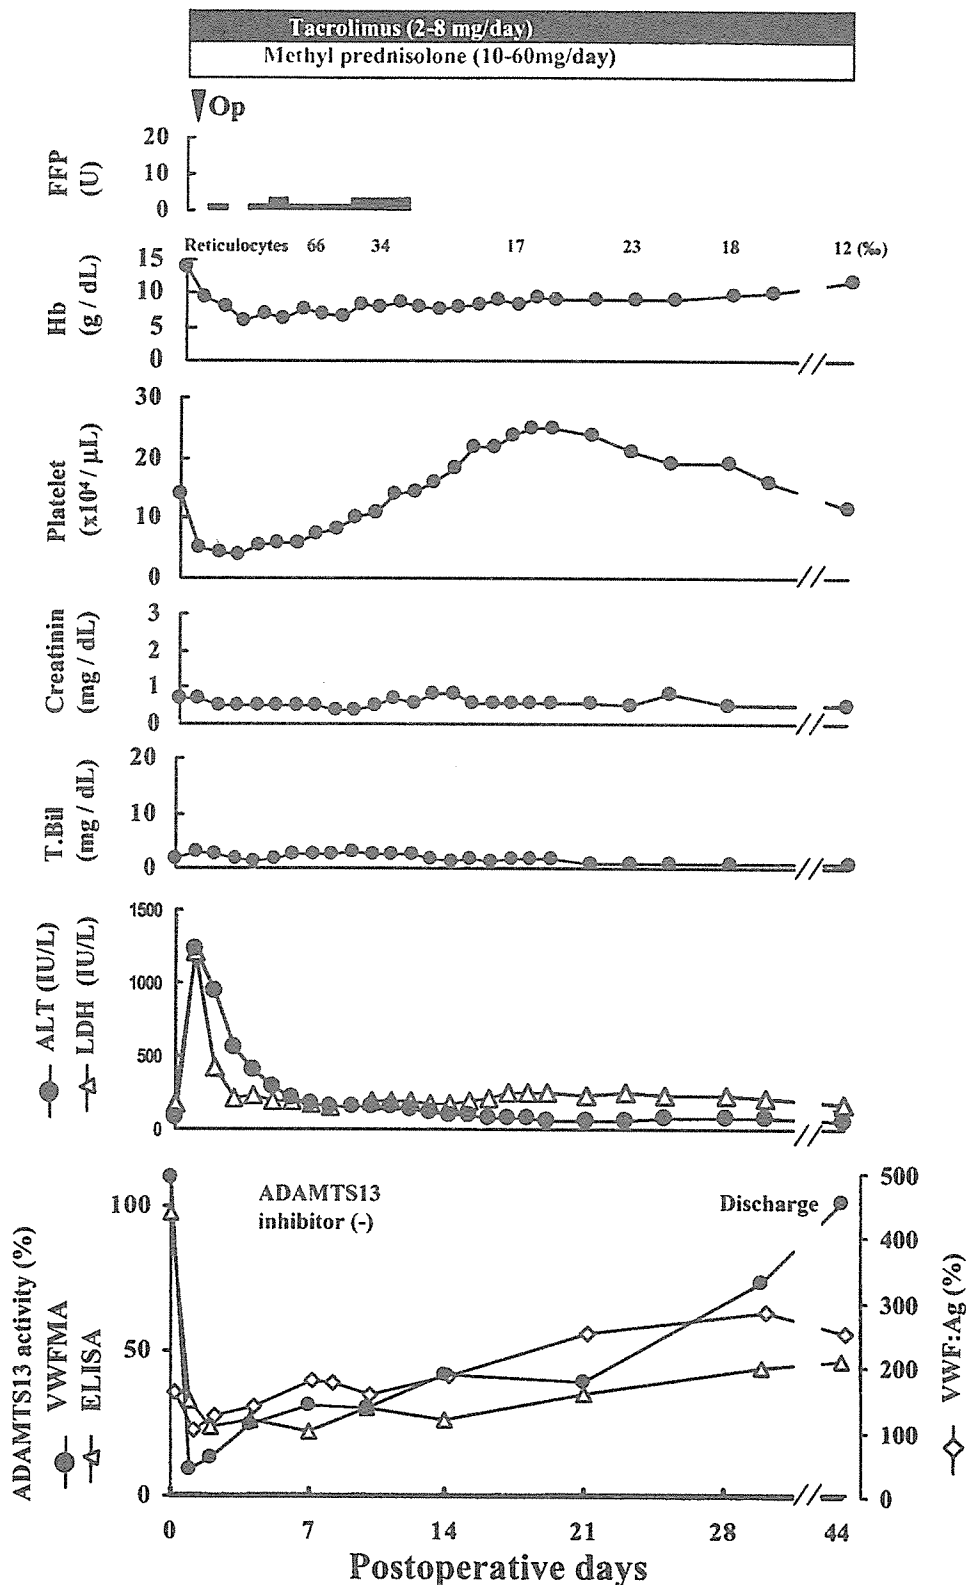 Tacrolimus (2-8 mg/day)
Methyl prednisolone (10-60mg/day)
Op
FFP
(U)
20
10
0
Reticulocytes 66 34 17 23 18 12 (‰)
Hb
(g / dL)
15
10
5
0
Platelet
(x10⁴ / µL)
30
20
10
0
Creatinin
(mg / dL)
3
2
1
0
T.Bil
(mg / dL)
20
10
0
ALT (IU/L)
LDH (IU/L)
1500
1000
500
0
ADAMTS13 activity (%)
VWFMA
ELISA
100
50
0
ADAMTS13
inhibitor (-)
Discharge
500
400
300
200
100
0
VWF:Ag (%)
0 7 14 21 28 44
Postoperative days